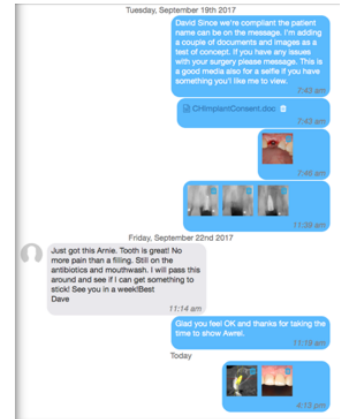 Tuesday, September 19th 2017
David Since we're compliant the patient
name can be on the message. I'm adding
a couple of documents and images as a
test of concept. If you have any issues
with your surgery please message. This is
a good media also for a selfie if you have
something you'l like me to view.
7:43 am
CHImplantConsent.doc
7:43 am
7:46 am
11:39 am
Friday, September 22nd 2017
Just got this Arnie. Tooth is great! No
more pain than a filling. Still on the
antibiotics and mouthwash. I will pass this
around and see if I can get something to
stick! See you in a week!Best
Dave
11:14 am
Glad you feel OK and thanks for taking the
time to show Awrel.
11:19 am
Today
4:13 pm